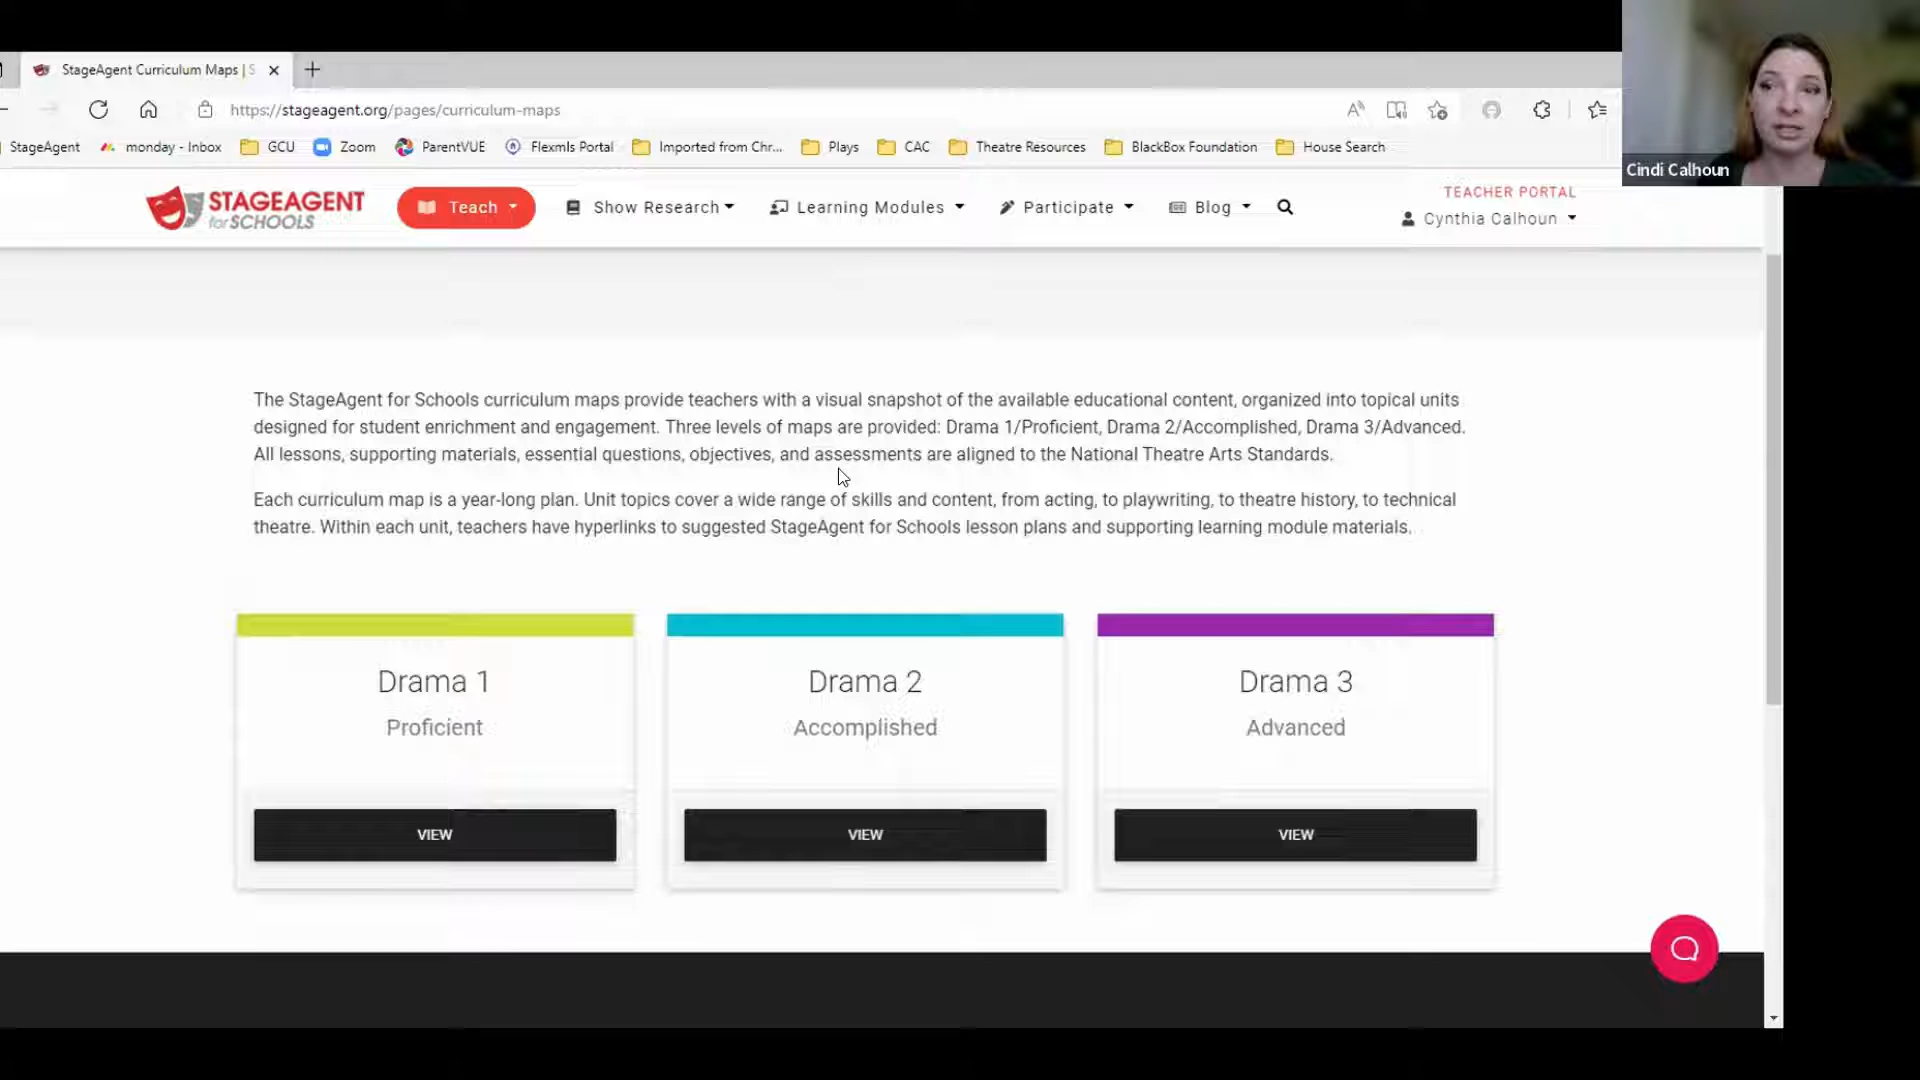 StageAgent Curriculum Maps | S
https://stageagent.org/pages/curriculum-maps
StageAgent monday - Inbox GCU Zoom ParentVUE Flexmls Portal Imported from Chr... Plays CAC Theatre Resources BlackBox Foundation House Search
Cindi Calhoun
STAGEAGENT
for SCHOOLS
Teach Show Research Learning Modules Participate Blog
TEACHER PORTAL
Cynthia Calhoun
The StageAgent for Schools curriculum maps provide teachers with a visual snapshot of the available educational content, organized into topical units
designed for student enrichment and engagement. Three levels of maps are provided: Drama 1/Proficient, Drama 2/Accomplished, Drama 3/Advanced.
All lessons, supporting materials, essential questions, objectives, and assessments are aligned to the National Theatre Arts Standards.
Each curriculum map is a year-long plan. Unit topics cover a wide range of skills and content, from acting, to playwriting, to theatre history, to technical
theatre. Within each unit, teachers have hyperlinks to suggested StageAgent for Schools lesson plans and supporting learning module materials.
Drama 1
Proficient
VIEW
Drama 2
Accomplished
VIEW
Drama 3
Advanced
VIEW